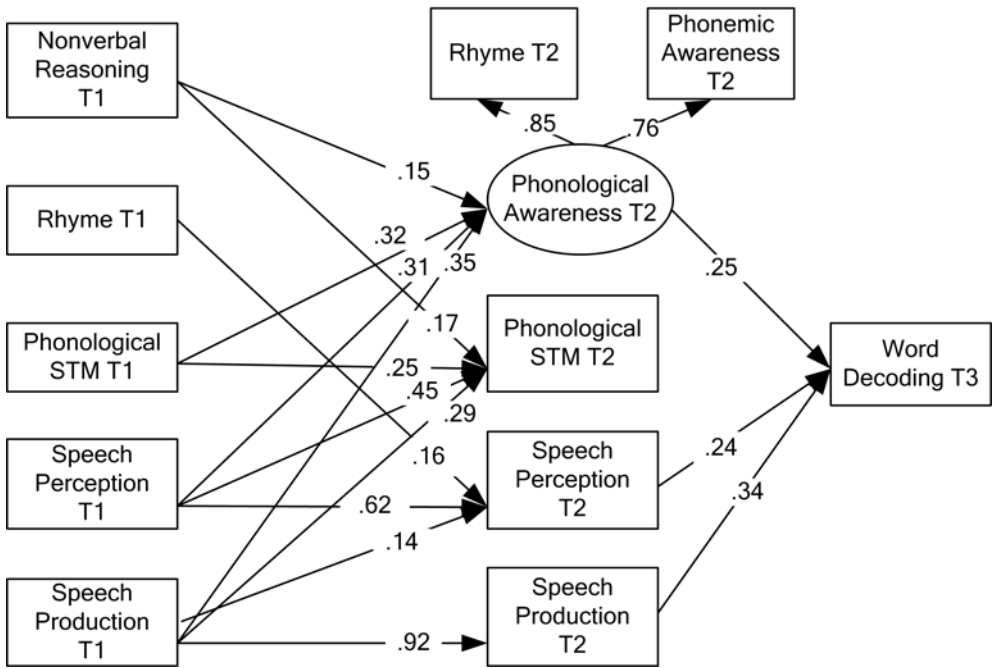 Nonverbal
Reasoning
T1
Rhyme T2
Phonemic
Awareness
T2
.85
.76
.15
Phonological
Awareness T2
Rhyme T1
.32
.31
.35
.25
Phonological
STM T1
.17
.25
.45
.29
Phonological
STM T2
Word
Decoding T3
Speech
Perception
T1
.16
.62
.14
Speech
Perception
T2
.24
.34
Speech
Production
T1
.92
Speech
Production
T2